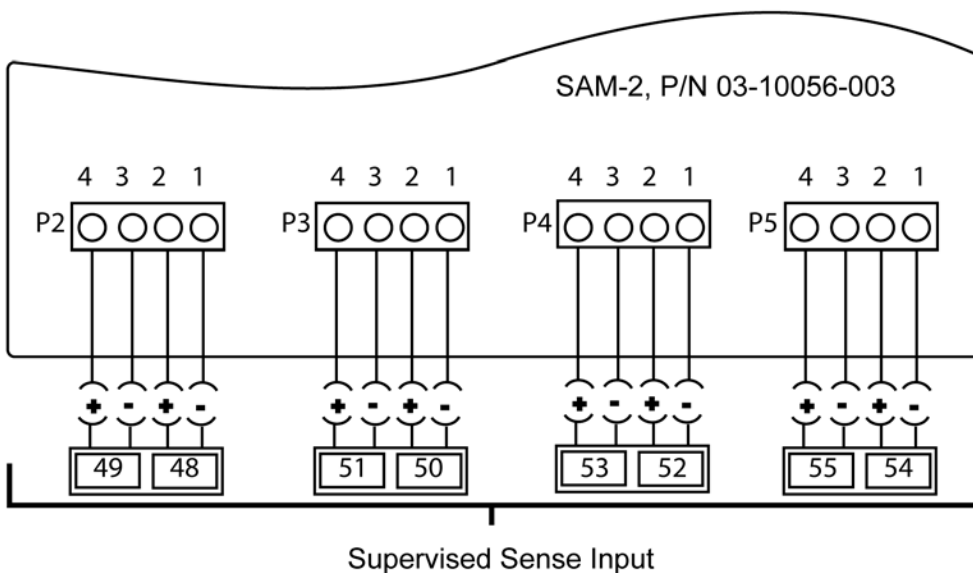 SAM-2, P/N 03-10056-003
4 3 2 1 4 3 2 1 4 3 2 1 4 3 2 1
P2 P3 P4 P5
+ - + - + - + - + - + - + - + -
49 48 51 50 53 52 55 54
Supervised Sense Input